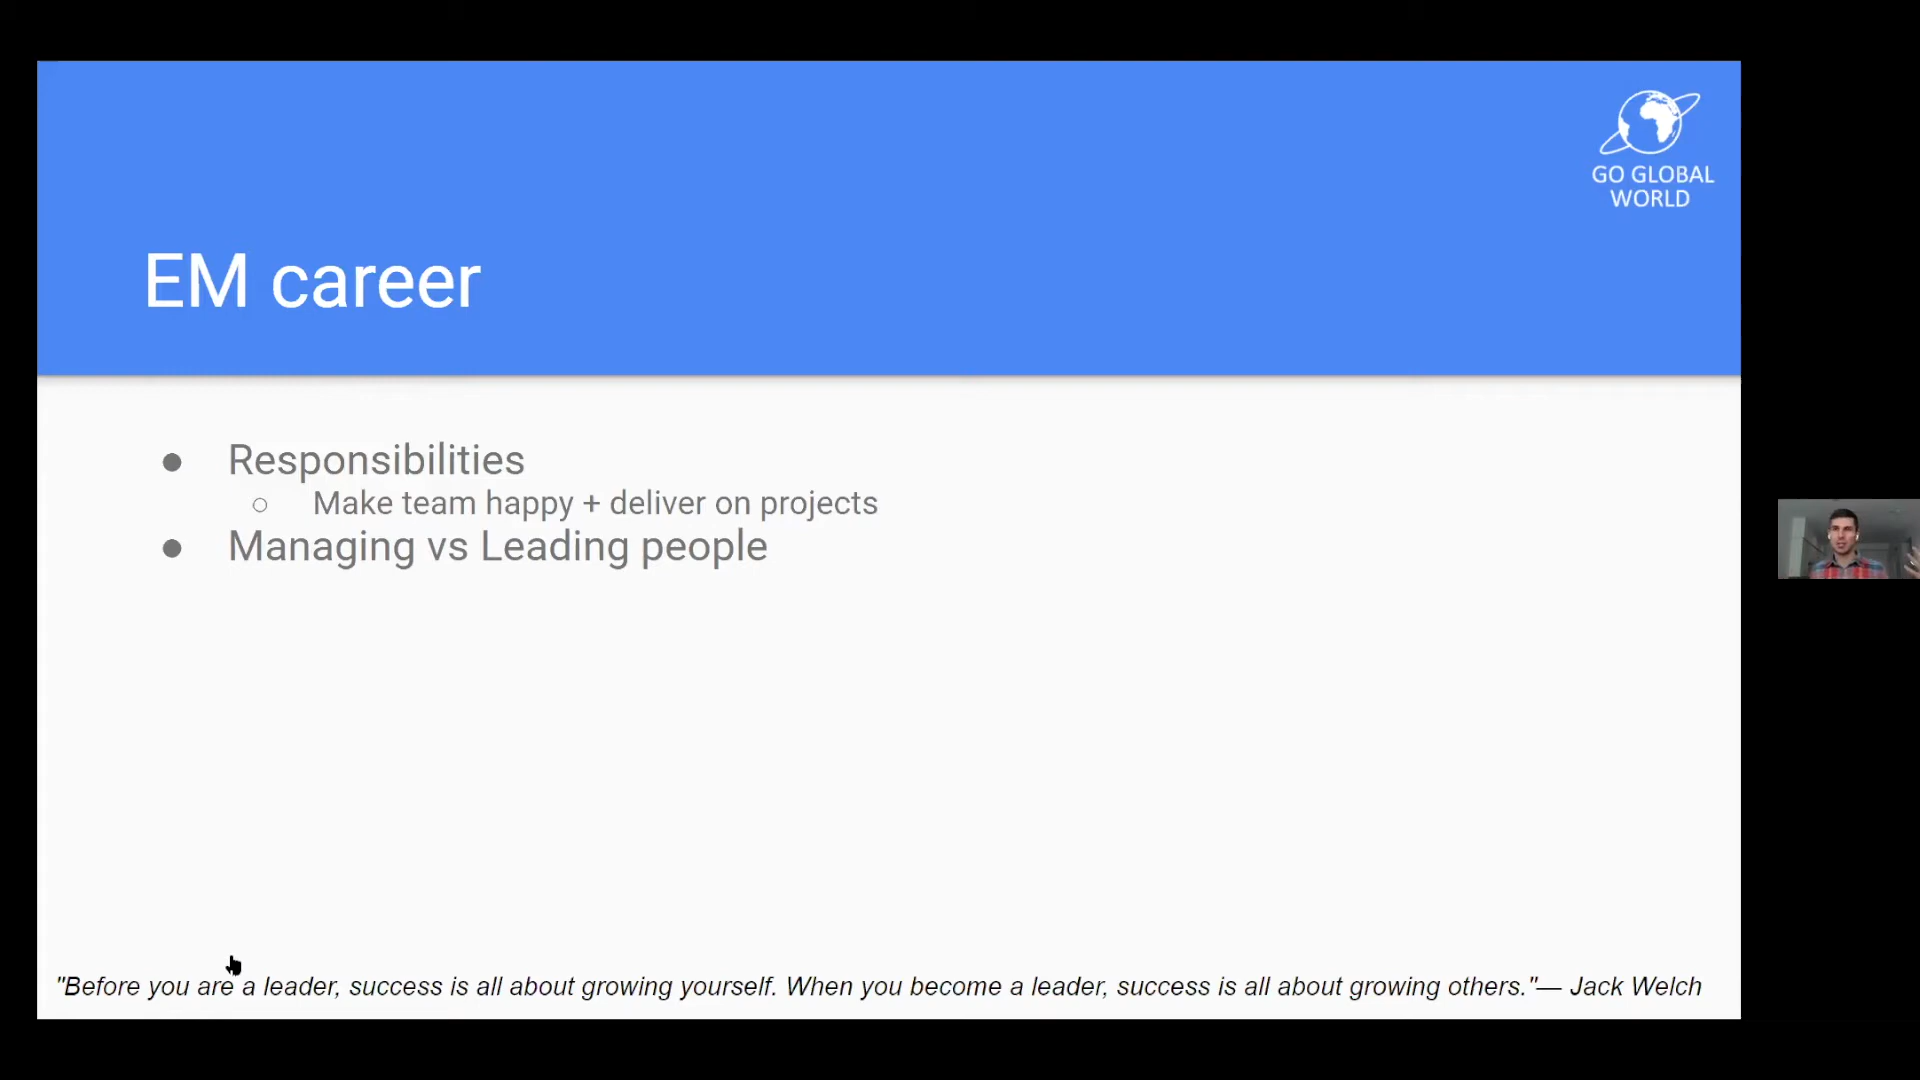 GO GLOBAL
WORLD
EM career
● Responsibilities
○ Make team happy + deliver on projects
● Managing vs Leading people
"Before you are a leader, success is all about growing yourself. When you become a leader, success is all about growing others."— Jack Welch